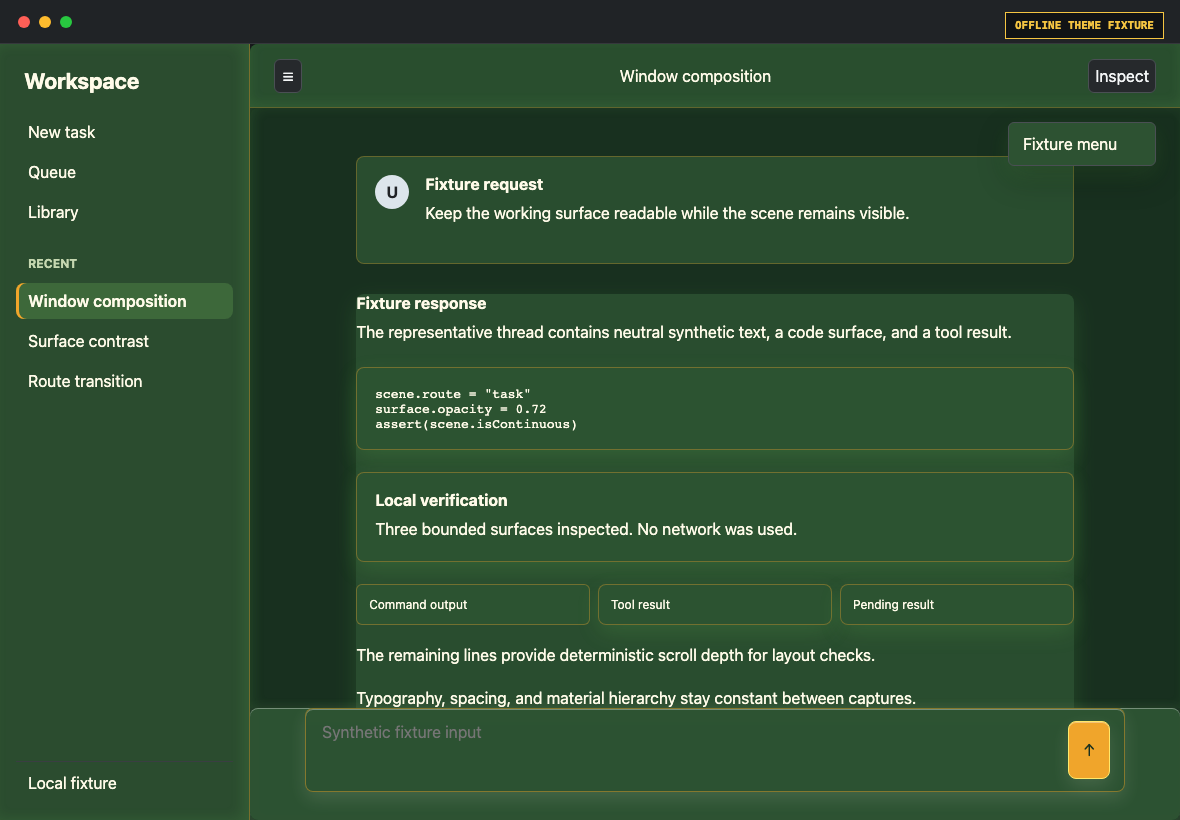 OFFLINE THEME FIXTURE
Workspace
New task
Queue
Library
RECENT
Window composition
Surface contrast
Route transition
Local fixture
Window composition
Inspect
Fixture menu
U
Fixture request
Keep the working surface readable while the scene remains visible.
Fixture response
The representative thread contains neutral synthetic text, a code surface, and a tool result.
scene.route = "task"
surface.opacity = 0.72
assert(scene.isContinuous)
Local verification
Three bounded surfaces inspected. No network was used.
Command output
Tool result
Pending result
The remaining lines provide deterministic scroll depth for layout checks.
Typography, spacing, and material hierarchy stay constant between captures.
Synthetic fixture input